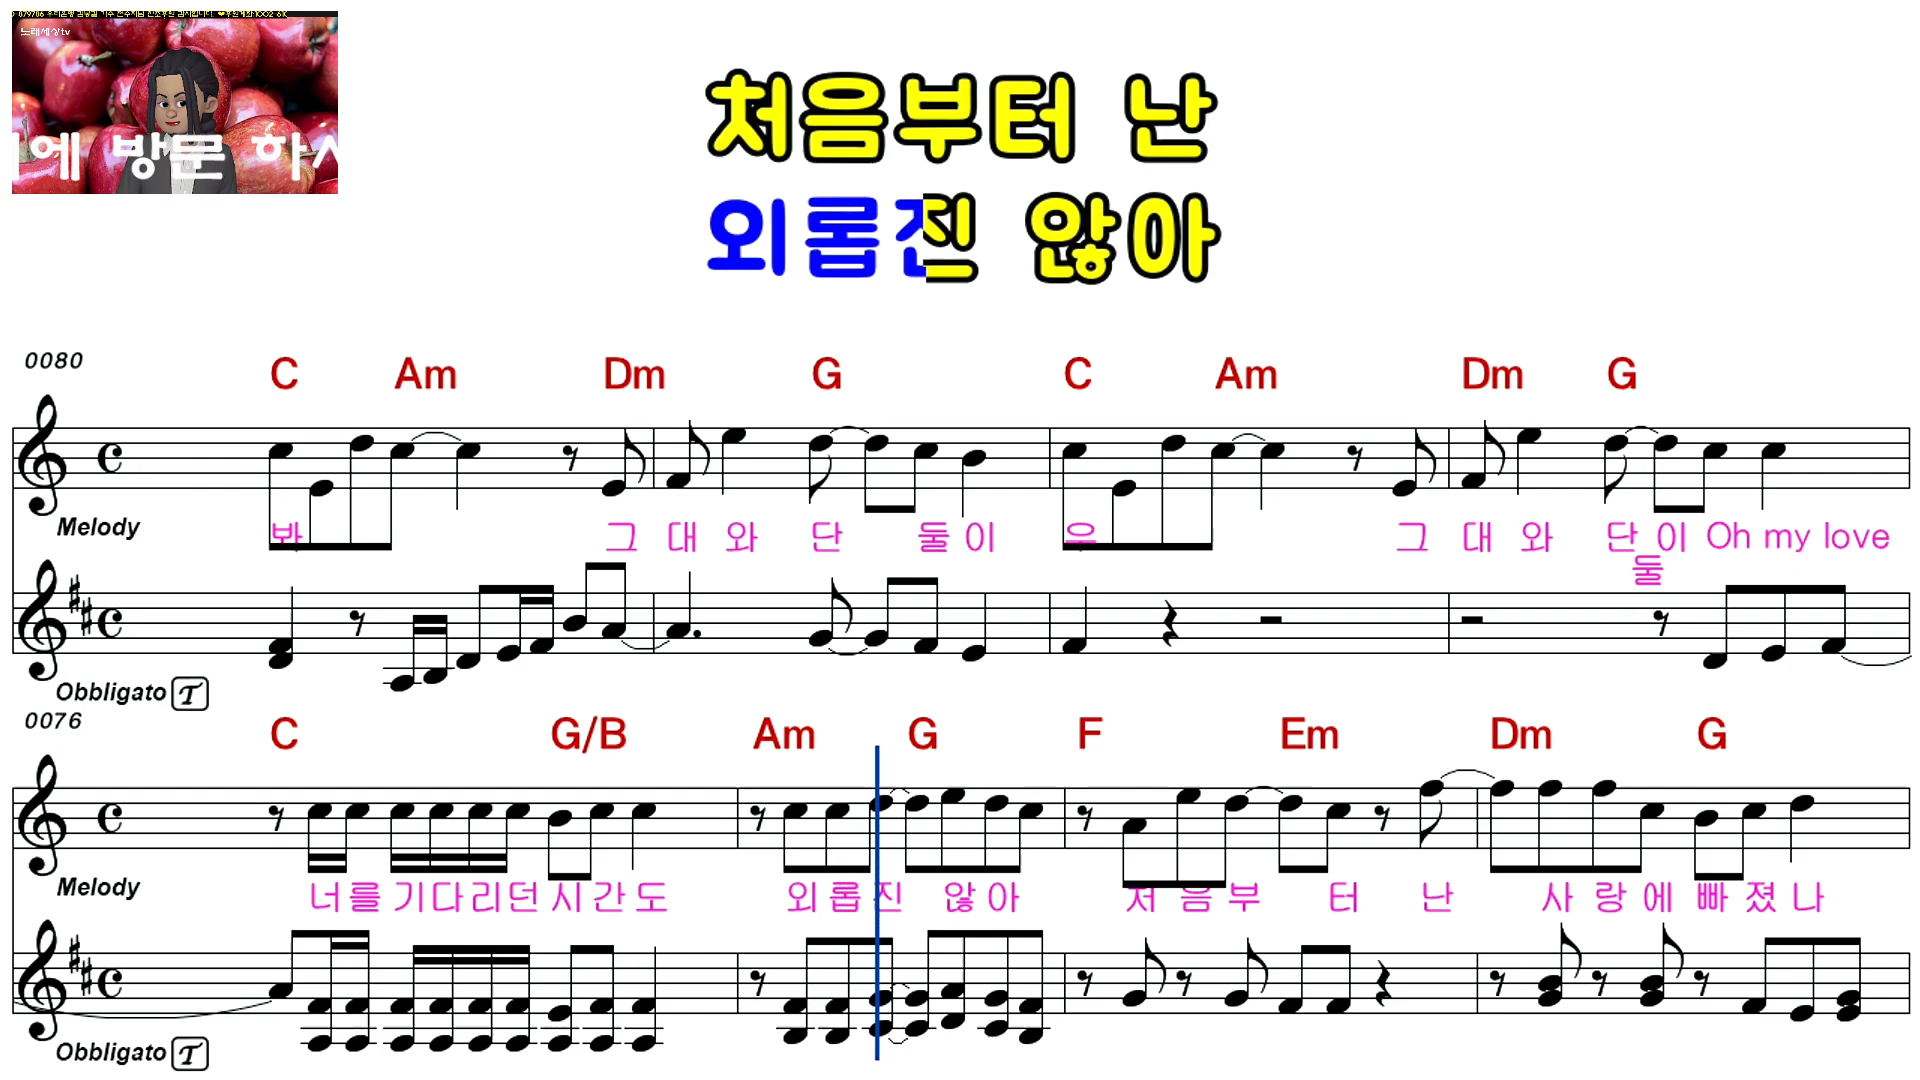 노래세상tv
에 방문 하시
처음부터 난
외롭진 않아
0080
C Am Dm G C Am Dm G
Melody
봐 그 대 와 단 둘 이 우 그 대 와 단 둘 이 Oh my love
Obbligato T
0076
C G/B Am G F Em Dm G
Melody
너를 기다리던 시간도 외롭진 않아 처음부터 난 사랑에 빠졌나
Obbligato T